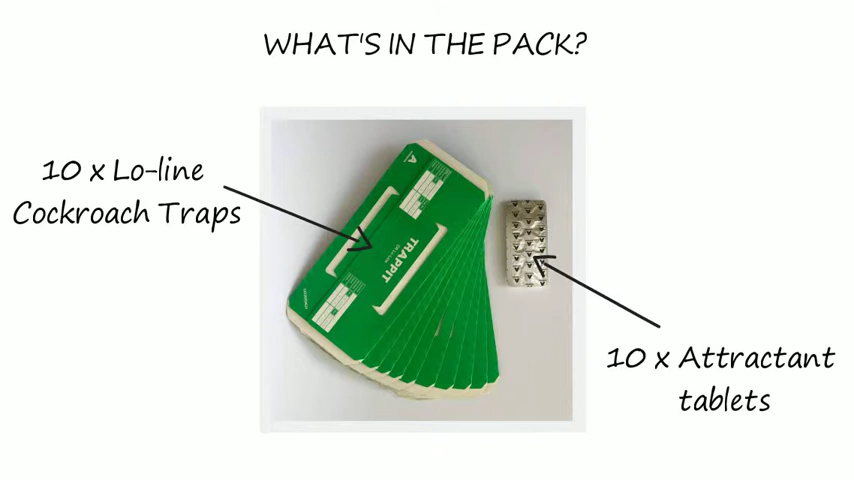 WHAT'S IN THE PACK?
10 x Lo-line
Cockroach Traps
TRAPPIT
10 x Attractant
tablets